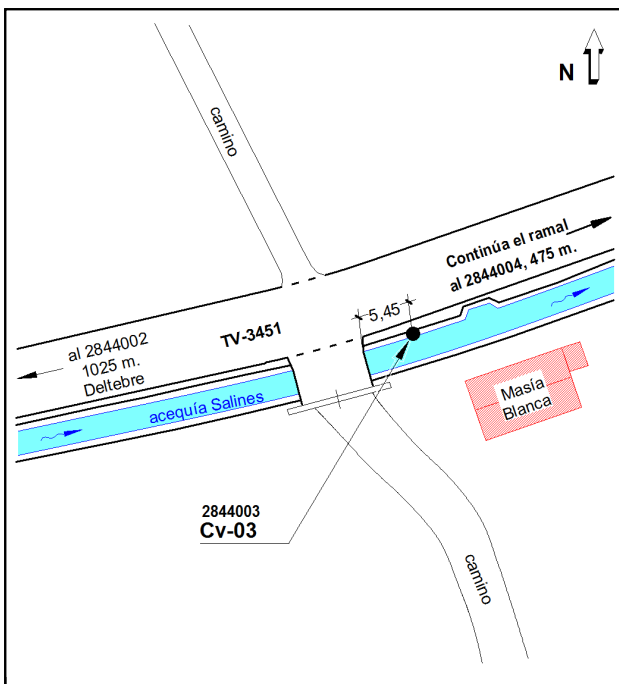 N
camino
Continúa el ramal
al 2844004, 475 m.
5,45
TV-3451
al 2844002
1025 m.
Deltebre
acequía Salines
Masía
Blanca
2844003
Cv-03
camino